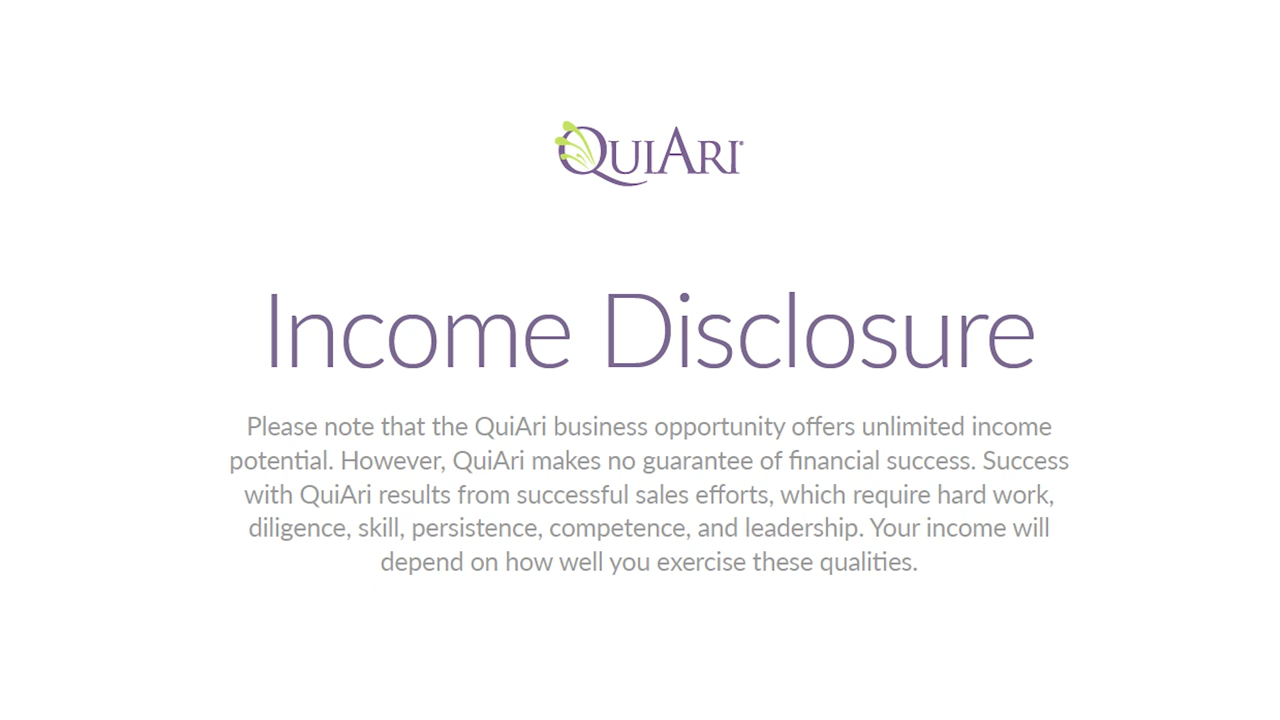 QUIARI®
Income Disclosure
Please note that the QuiAri business opportunity offers unlimited income
potential. However, QuiAri makes no guarantee of financial success. Success
with QuiAri results from successful sales efforts, which require hard work,
diligence, skill, persistence, competence, and leadership. Your income will
depend on how well you exercise these qualities.